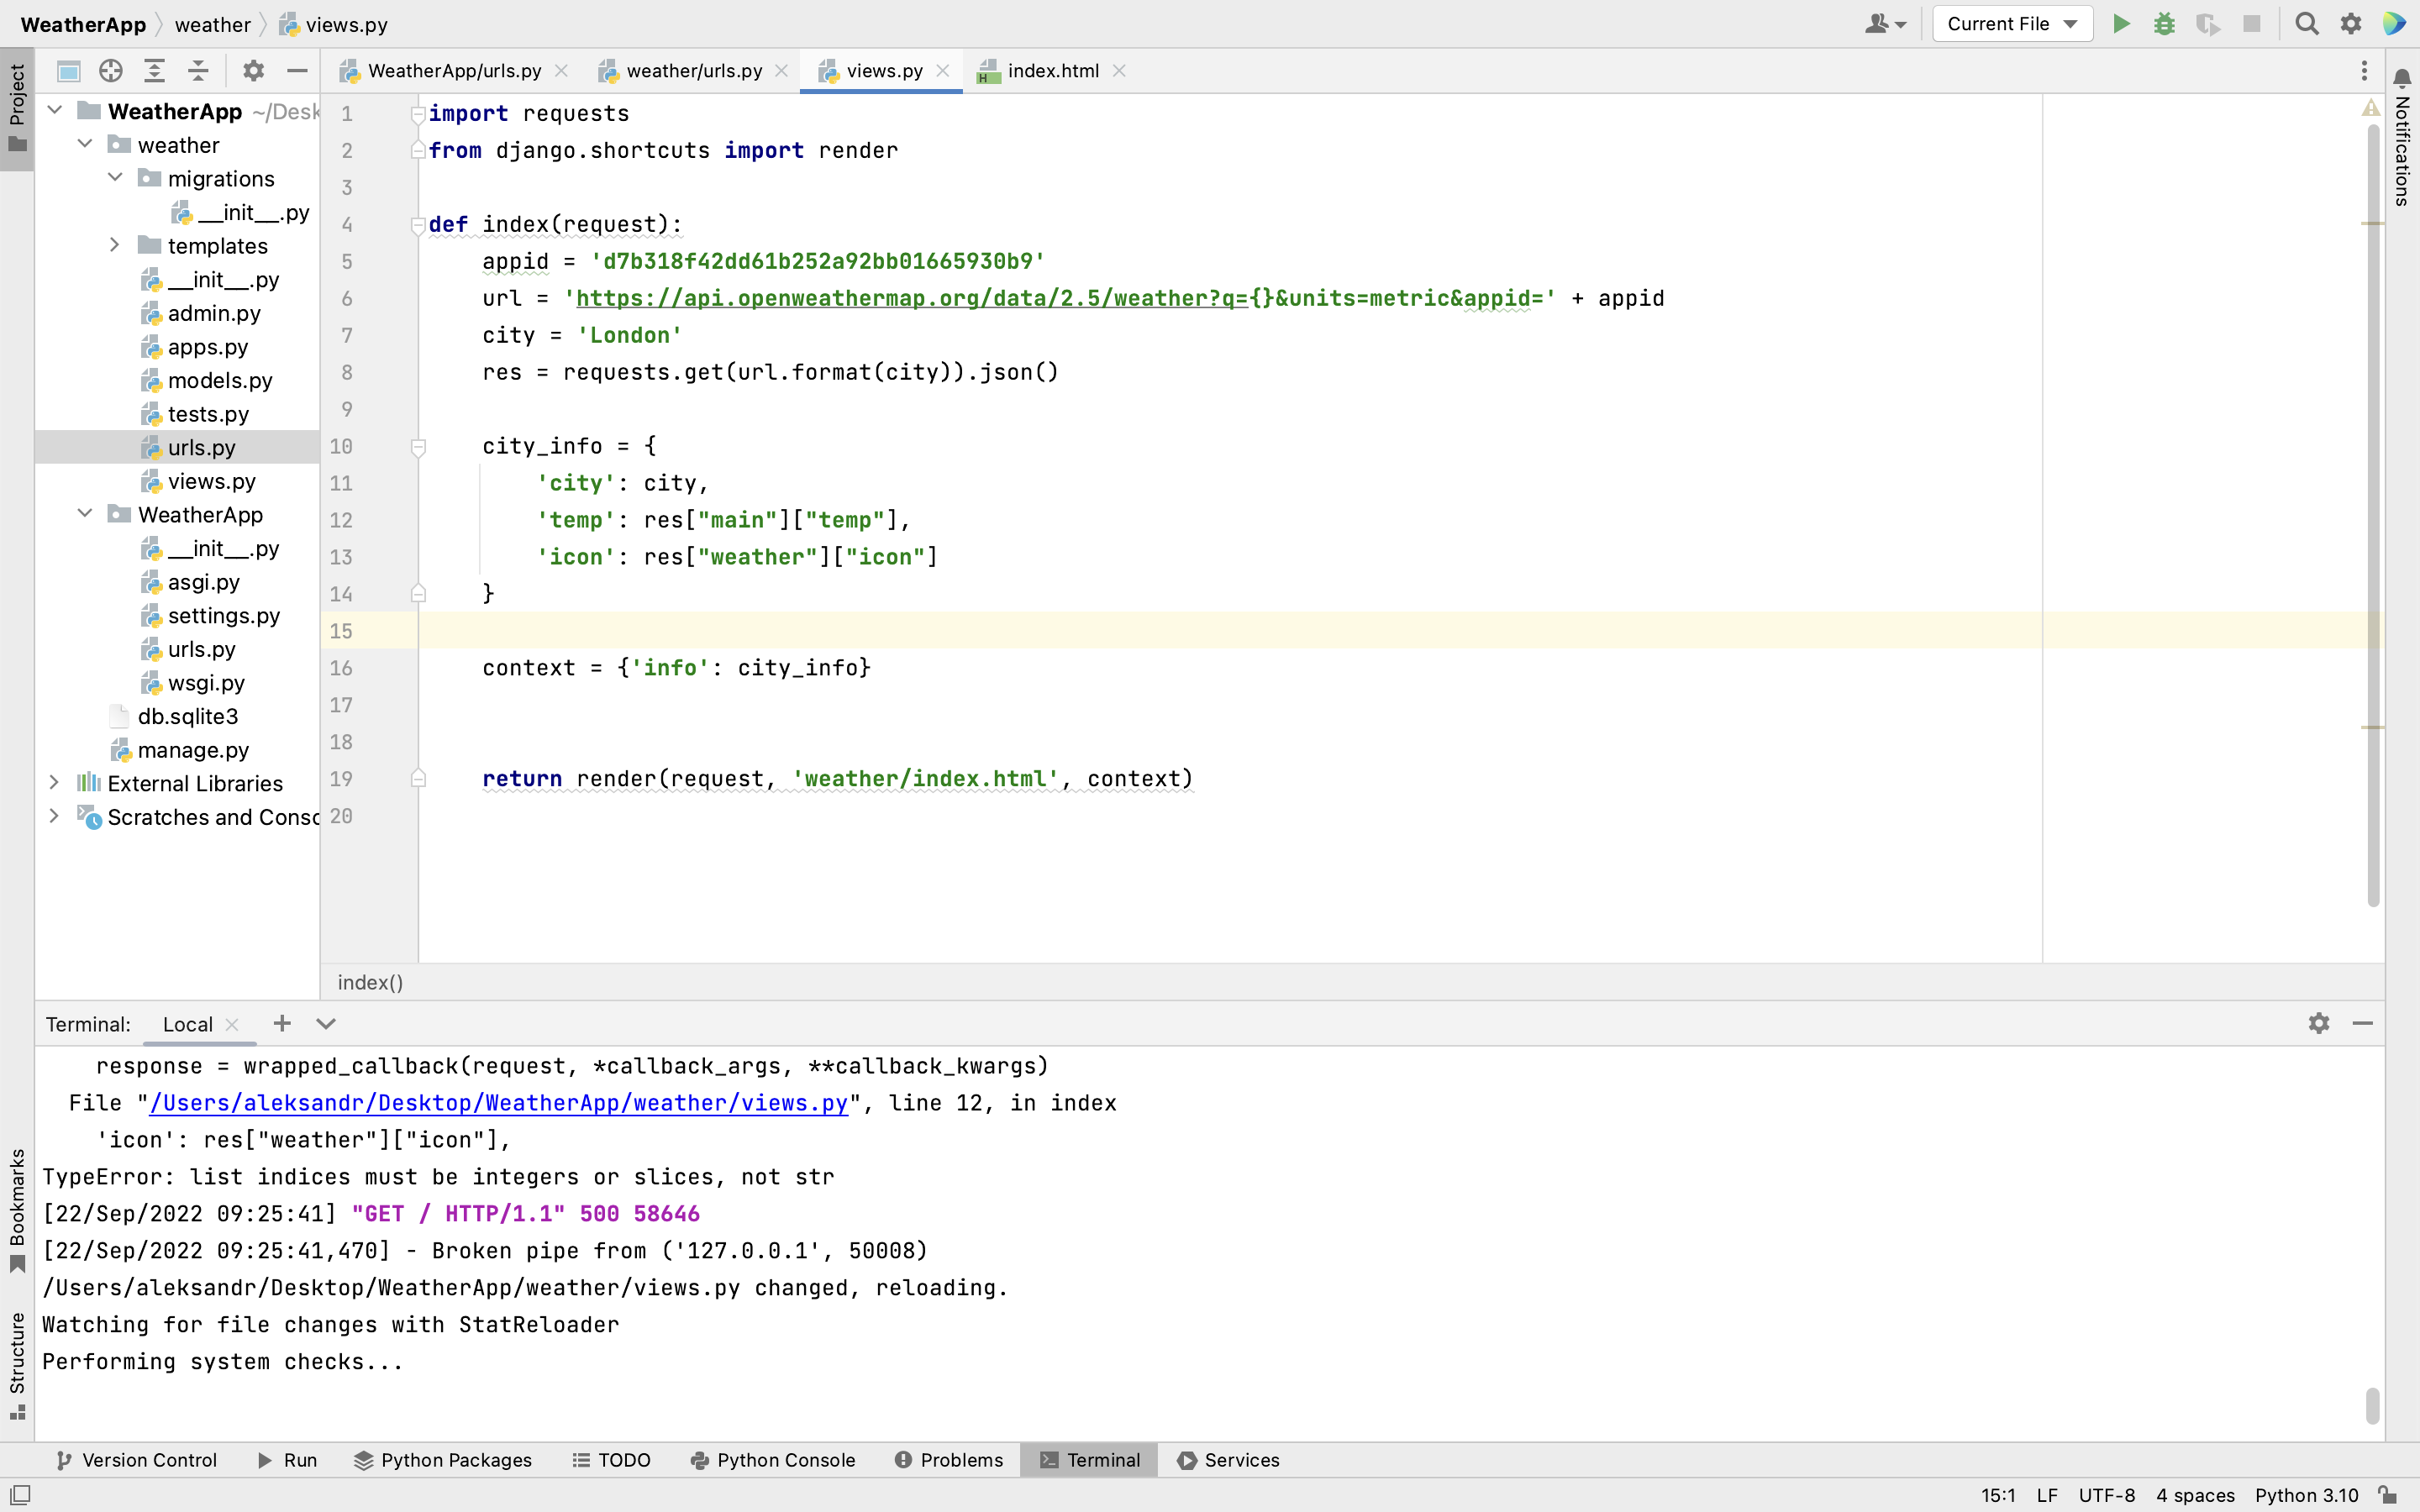 WeatherApp weather views.py
Current File
Project
WeatherApp/urls.py weather/urls.py views.py index.html
Notifications
WeatherApp ~/Desk
weather
migrations
__init__.py
templates
__init__.py
admin.py
apps.py
models.py
tests.py
urls.py
views.py
WeatherApp
__init__.py
asgi.py
settings.py
urls.py
wsgi.py
db.sqlite3
manage.py
External Libraries
Scratches and Consc
1 import requests
2 from django.shortcuts import render
3
4 def index(request):
5 appid = 'd7b318f42dd61b252a92bb01665930b9'
6 url = 'https://api.openweathermap.org/data/2.5/weather?q={}&units=metric&appid=' + appid
7 city = 'London'
8 res = requests.get(url.format(city)).json()
9
10 city_info = {
11 'city': city,
12 'temp': res["main"]["temp"],
13 'icon': res["weather"]["icon"]
14 }
15
16 context = {'info': city_info}
17
18
19 return render(request, 'weather/index.html', context)
20
index()
Terminal: Local
response = wrapped_callback(request, *callback_args, **callback_kwargs)
File "/Users/aleksandr/Desktop/WeatherApp/weather/views.py", line 12, in index
'icon': res["weather"]["icon"],
TypeError: list indices must be integers or slices, not str
[22/Sep/2022 09:25:41] "GET / HTTP/1.1" 500 58646
[22/Sep/2022 09:25:41,470] - Broken pipe from ('127.0.0.1', 50008)
/Users/aleksandr/Desktop/WeatherApp/weather/views.py changed, reloading.
Watching for file changes with StatReloader
Performing system checks...
Bookmarks
Structure
Version Control Run Python Packages TODO Python Console Problems Terminal Services
15:1 LF UTF-8 4 spaces Python 3.10